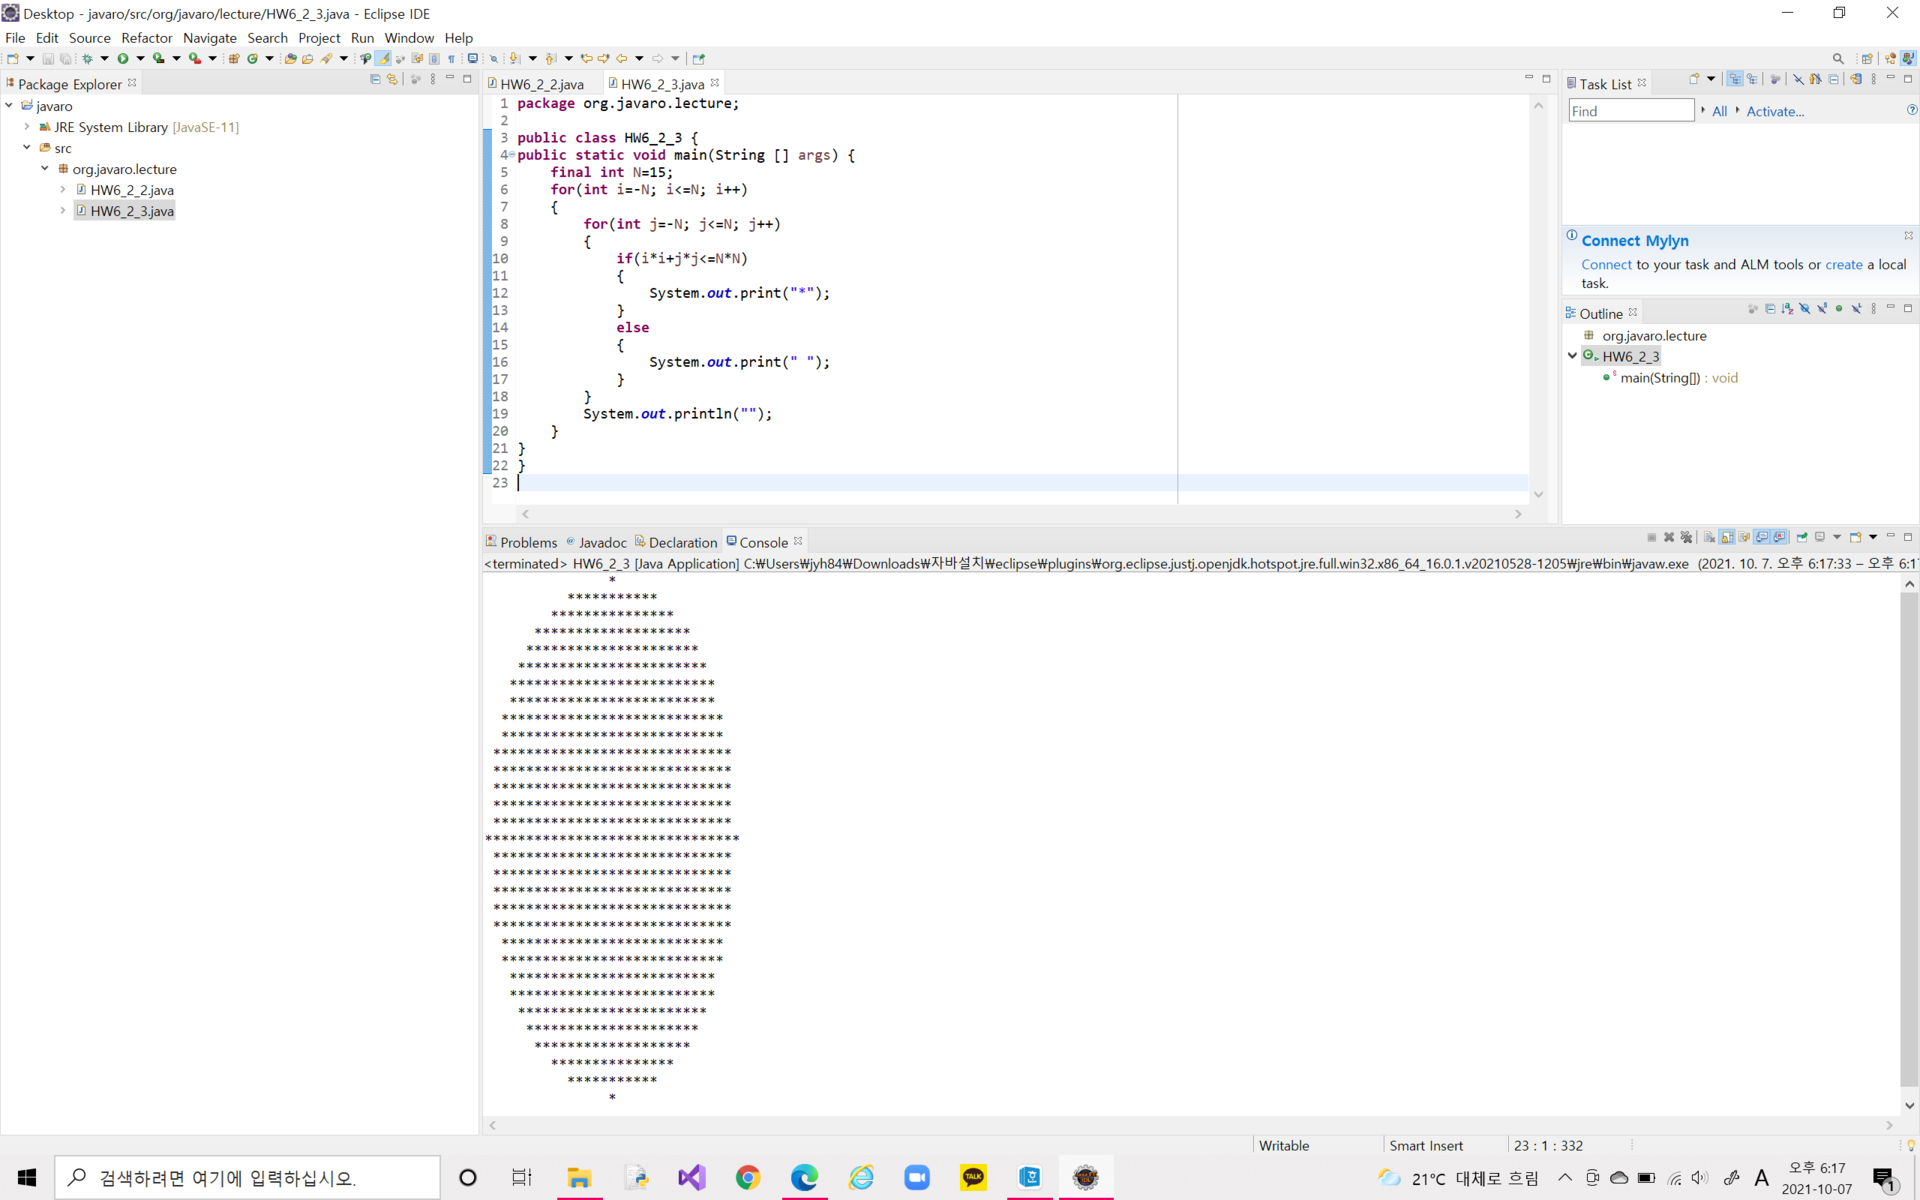 Desktop - javaro/src/org/javaro/lecture/HW6_2_3.java - Eclipse IDE
File Edit Source Refactor Navigate Search Project Run Window Help
Package Explorer
javaro
JRE System Library [JavaSE-11]
src
org.javaro.lecture
HW6_2_2.java
HW6_2_3.java
HW6_2_2.java HW6_2_3.java
1 package org.javaro.lecture;
2
3 public class HW6_2_3 {
4 public static void main(String [] args) {
5 final int N=15;
6 for(int i=-N; i<=N; i++)
7 {
8 for(int j=-N; j<=N; j++)
9 {
10 if(i*i+j*j<=N*N)
11 {
12 System.out.print("*");
13 }
14 else
15 {
16 System.out.print(" ");
17 }
18 }
19 System.out.println("");
20 }
21 }
22 }
23
Task List
Find All Activate...
Connect Mylyn
Connect to your task and ALM tools or create a local
task.
Outline
org.javaro.lecture
HW6_2_3
main(String[]) : void
Problems Javadoc Declaration Console
<terminated> HW6_2_3 [Java Application] C:₩Users₩jyh84₩Downloads₩자바설치₩eclipse₩plugins₩org.eclipse.justj.openjdk.hotspot.jre.full.win32.x86_64_16.0.1.v20210528-1205₩jre₩bin₩javaw.exe (2021. 10. 7. 오후 6:17:33 – 오후 6:1
*
***********
***************
*******************
*********************
***********************
*************************
*************************
***************************
***************************
*****************************
*****************************
*****************************
*****************************
*****************************
*******************************
*****************************
*****************************
*****************************
*****************************
*****************************
***************************
***************************
*************************
*************************
***********************
*********************
*******************
***************
***********
*
Writable Smart Insert 23 : 1 : 332
검색하려면 여기에 입력하십시오.
TALK
21°C 대체로 흐림
A
오후 6:17
2021-10-07
1